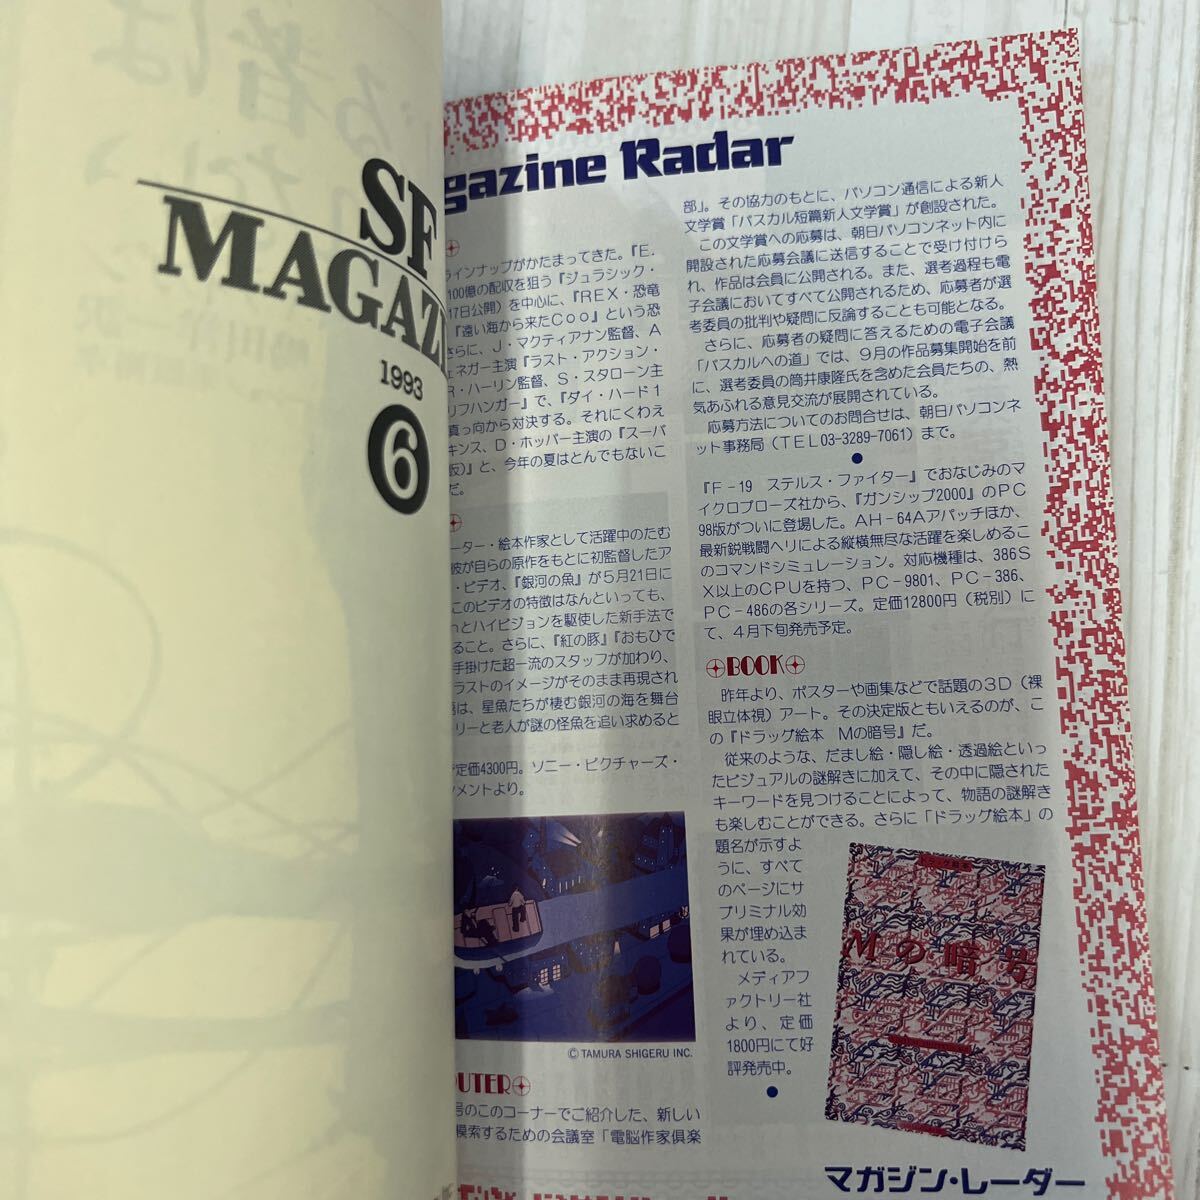 SF
MAGAZI
1993
6
gazine Radar
ラインナップがかたまってきた。『E.
100億の配収を狙う『ジュラシック・
17日公開)を中心に、『REX・恐竜
『遠い海から来たCoo』という恐
さらに、J・マクティアナン監督、A
ェネガー主演『ラスト・アクション・
R・ハーリン監督、S・スタローン主
リフハンガー』で、『ダイ・ハード1
真っ向から対決する。それにくわえ
キンス、D・ホッパー主演の『スーパ
仮)』と、今年の夏はとんでもないこ
だ。
ーター・絵本作家として活躍中のたむ
彼が自らの原作をもとに初監督したア
・ビデオ、『銀河の魚』が5月21日に
このビデオの特徴はなんといっても、
hとハイビジョンを駆使した新手法で
ること。さらに、『紅の豚』『おもひで
手掛けた超一流のスタッフが加わり、
ラストのイメージがそのまま再現され
語は、星魚たちが棲む銀河の海を舞台
リーと老人が謎の怪魚を追い求めると
定価4300円。ソニー・ピクチャーズ・
メントより。
© TAMURA SHIGERU INC.
OUTER
号のこのコーナーでご紹介した、新しい
模索するための会議室「電脳作家倶楽
部」。その協力のもとに、パソコン通信による新人
文学賞「パスカル短篇新人文学賞」が創設された。
この文学賞への応募は、朝日パソコンネット内に
開設された応募会議に送信することで受け付けら
れ、作品は会員に公開される。また、選考過程も電
子会議においてすべて公開されるため、応募者が選
考委員の批判や疑問に反論することも可能となる。
さらに、応募者の疑問に答えるための電子会議
「パスカルへの道」では、9月の作品募集開始を前
に、選考委員の筒井康隆氏を含めた会員たちの、熱
気あふれる意見交流が展開されている。
応募方法についてのお問合せは、朝日パソコンネ
ット事務局(TEL03-3289-7061)まで。
『F-19 ステルス・ファイター』でおなじみのマ
イクロプローズ社から、『ガンシップ2000』のPC
98版がついに登場した。AH-64Aアパッチほか、
最新鋭戦闘ヘリによる縦横無尽な活躍を楽しめるこ
のコマンドシミュレーション。対応機種は、386S
X以上のCPUを持つ、PC-9801、PC-386、
PC-486の各シリーズ。定価12800円(税別)に
て、4月下旬発売予定。
BOOK
昨年より、ポスターや画集などで話題の3D(裸
眼立体視)アート。その決定版ともいえるのが、こ
の『ドラッグ絵本 Mの暗号』だ。
従来のような、だまし絵・隠し絵・透過絵といっ
たビジュアルの謎解きに加えて、その中に隠された
キーワードを見つけることによって、物語の謎解き
も楽しむことができる。さらに「ドラッグ絵本」の
題名が示すよ
うに、すべて
のページにサ
ブリミナル効
果が埋め込ま
れている。
メディアフ
ァクトリー社
より、定価
1800円にて好
評発売中。
ドラッグ絵本
Mの暗号
マガジン・レーダー